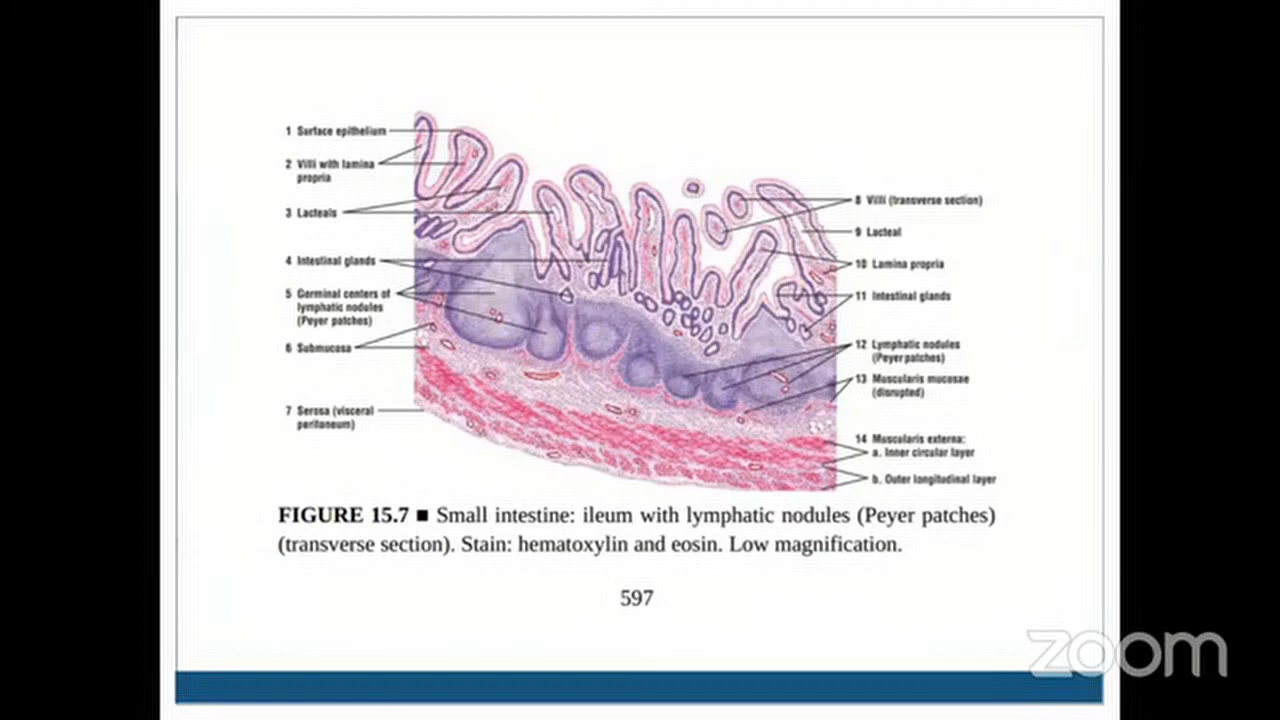 1 Surface epithelium
2 Villi with lamina
propria
3 Lacteals
4 Intestinal glands
5 Germinal centers of
lymphatic nodules
(Peyer patches)
6 Submucosa
7 Serosa (visceral
peritoneum)
8 Villi (transverse section)
9 Lacteal
10 Lamina propria
11 Intestinal glands
12 Lymphatic nodules
(Peyer patches)
13 Muscularis mucosae
(disrupted)
14 Muscularis externa:
a. Inner circular layer
b. Outer longitudinal layer
FIGURE 15.7 ■ Small intestine: ileum with lymphatic nodules (Peyer patches)
(transverse section). Stain: hematoxylin and eosin. Low magnification.
597
zoom